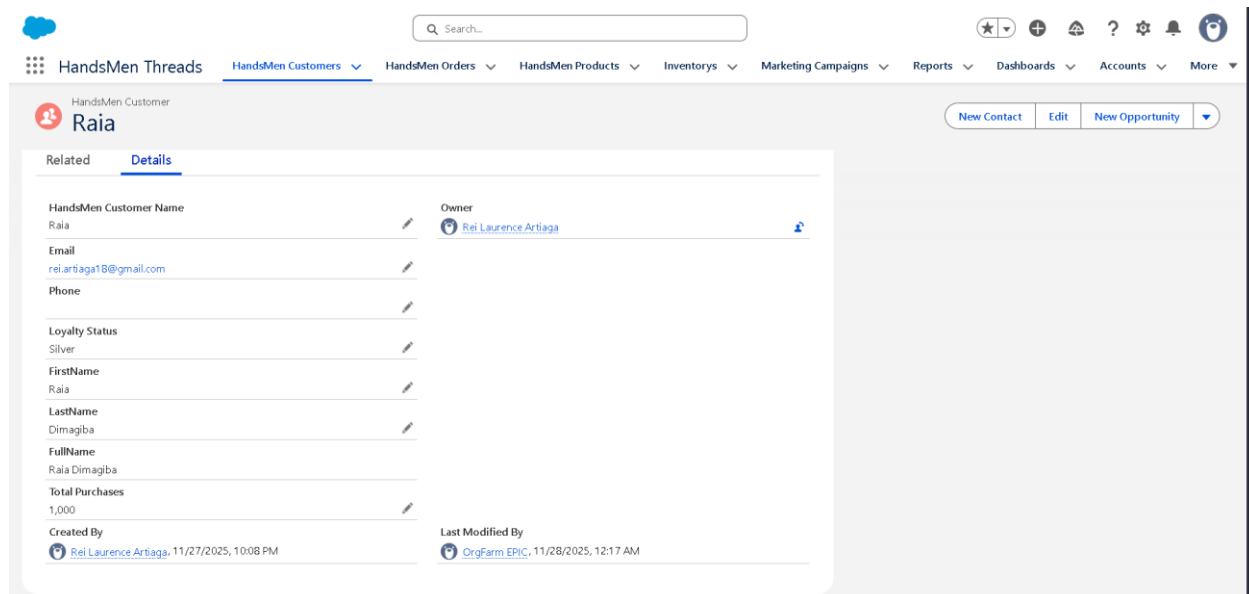 Search...
HandsMen Threads
HandsMen Customers
HandsMen Orders
HandsMen Products
Inventorys
Marketing Campaigns
Reports
Dashboards
Accounts
More
HandsMen Customer
Raia
New Contact
Edit
New Opportunity
Related
Details
HandsMen Customer Name
Raia
Owner
Rei Laurence Artiaga
Email
rei.artiaga18@gmail.com
Phone
Loyalty Status
Silver
FirstName
Raia
LastName
Dimagiba
FullName
Raia Dimagiba
Total Purchases
1,000
Created By
Rei Laurence Artiaga, 11/27/2025, 10:08 PM
Last Modified By
OrgFarm EPIC, 11/28/2025, 12:17 AM